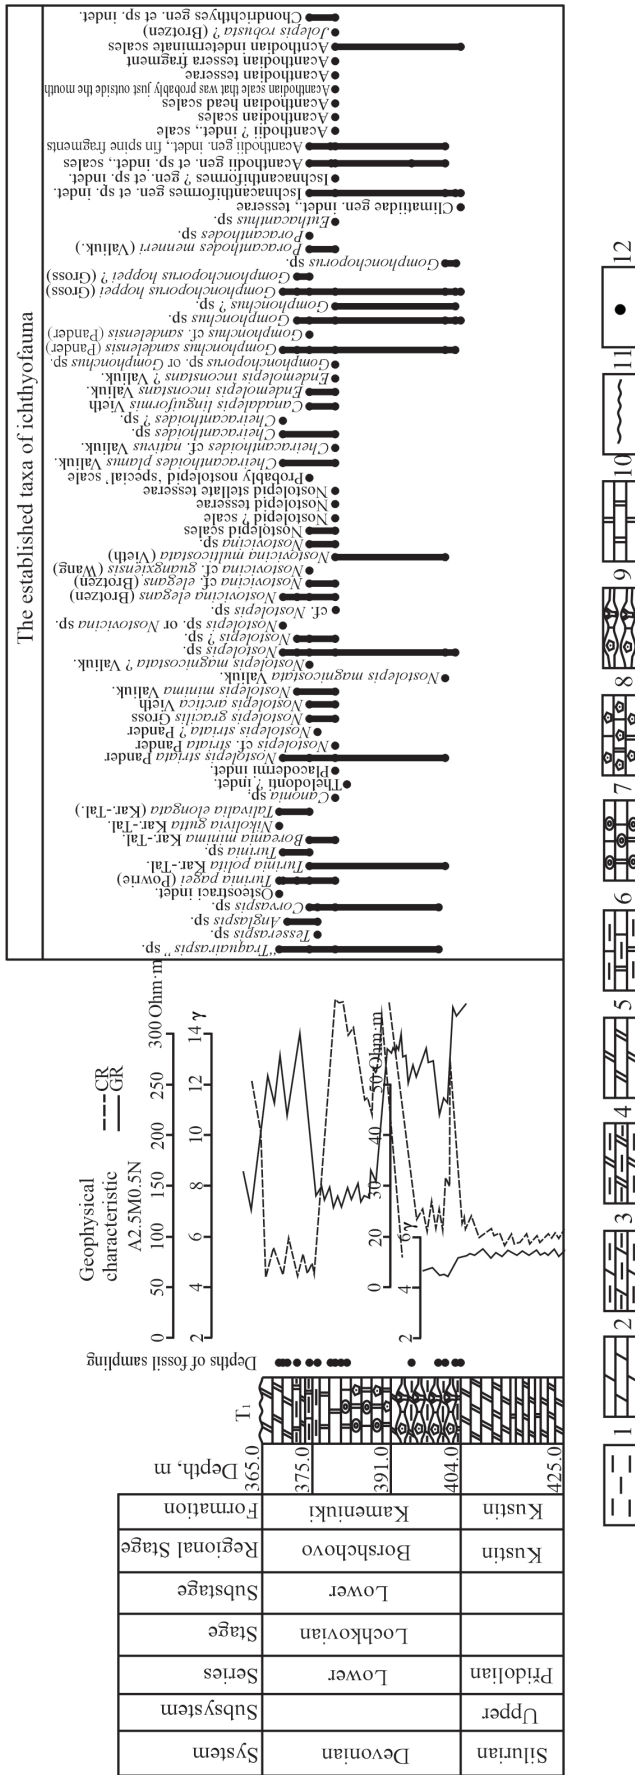 The established taxa of ichthyofauna
Chondrichthyes gen. et sp. indet.
Jolepis rusbota ? (Brotzen)
Acanthodian indeterminate scales
Acanthodian tessera fragment
Acanthodian tesserae
Acanthodian scale that was probably just outside the mouth
Acanthodian head scales
Acanthodian scales
Acanthodii ? indet., scale
Acanthodii gen. indet., fin spine fragments
Acanthodii gen. et sp. indet., scales
Ischnacanthiformes ? gen. et sp. indet.
Ischnacanthiformes gen. et sp. indet.
Climatiidae gen. indet., tesserae
Euthacanthus sp.
Poracanthodes sp.
Poracanthodes menneri (Valiuk.)
Gomphonchoporus sp.
Gomphonchoporus hoppei ? (Gross)
Gomphonchoporus hoppei (Gross)
Gomphonchus ? sp.
Gomphonchus sp.
Gomphonchus cf. sandelensis (Pander)
Gomphonchus sandelensis (Pander)
Gomphonchoporus sp. or Gomphonchus sp.
Endemolepis inconstans ? Valiuk.
Endemolepis inconstans Valiuk.
Canadalepis linguiformis Vieth
Cheiracanthoides ? sp.
Cheiracanthoides sp.
Cheiracanthoides cf. nativus Valiuk.
Cheiracanthoides planus Valiuk.
Probably nostolepid 'special' scale
Nostolepid stellate tesserae
Nostolepid tesserae
Nostolepid ? scale
Nostolepid scales
Nostovicina sp.
Nostovicina multicostata (Vieth)
Nostovicina cf. guangxiensis (Wang)
Nostovicina cf. elegans (Brotzen)
Nostovicina elegans (Brotzen)
cf. Nostolepis sp.
Nostolepis sp. or Nostovicina sp.
Nostolepis ? sp.
Nostolepis sp.
Nostolepis magnicostata ? Valiuk.
Nostolepis magnicostata Valiuk.
Nostolepis minima Valiuk.
Nostolepis arctica Vieth
Nostolepis gracilis Gross
Nostolepis striata ? Pander
Nostolepis cf. striata Pander
Nostolepis striata Pander
Placodermi indet.
Thelodonti ? indet.
Canonia sp.
Talivalia elongata (Kar.-Tal.)
Nikolivia gutta Kar.-Tal.
Boreania minima Kar.-Tal.
Turinia sp.
Turinia polita Kar.-Tal.
Turinia pagei (Powrie)
Osteostraci indet.
Corvaspis sp.
Anglaspis sp.
Tesseraspis sp.
"Traquairaspis" sp.
Geophysical
characteristic
A2.5M0.5N
CR
GR
0 50 100 150 200 250 300 Ohm·m
2 4 6 8 10 12 14 γ
0 20 30 40 50 Ohm·m
2 4 6 γ
Depths of fossil sampling
T1
Depth, m
365.0
375.0
391.0
404.0
425.0
Formation
Kameniuki
Kustin
Regional Stage
Borshchovo
Kustin
Substage
Lower
Stage
Lochkovian
Series
Lower
Přidolian
Subsystem
Upper
System
Devonian
Silurian
1
2
3
4
5
6
7
8
9
10
11
12